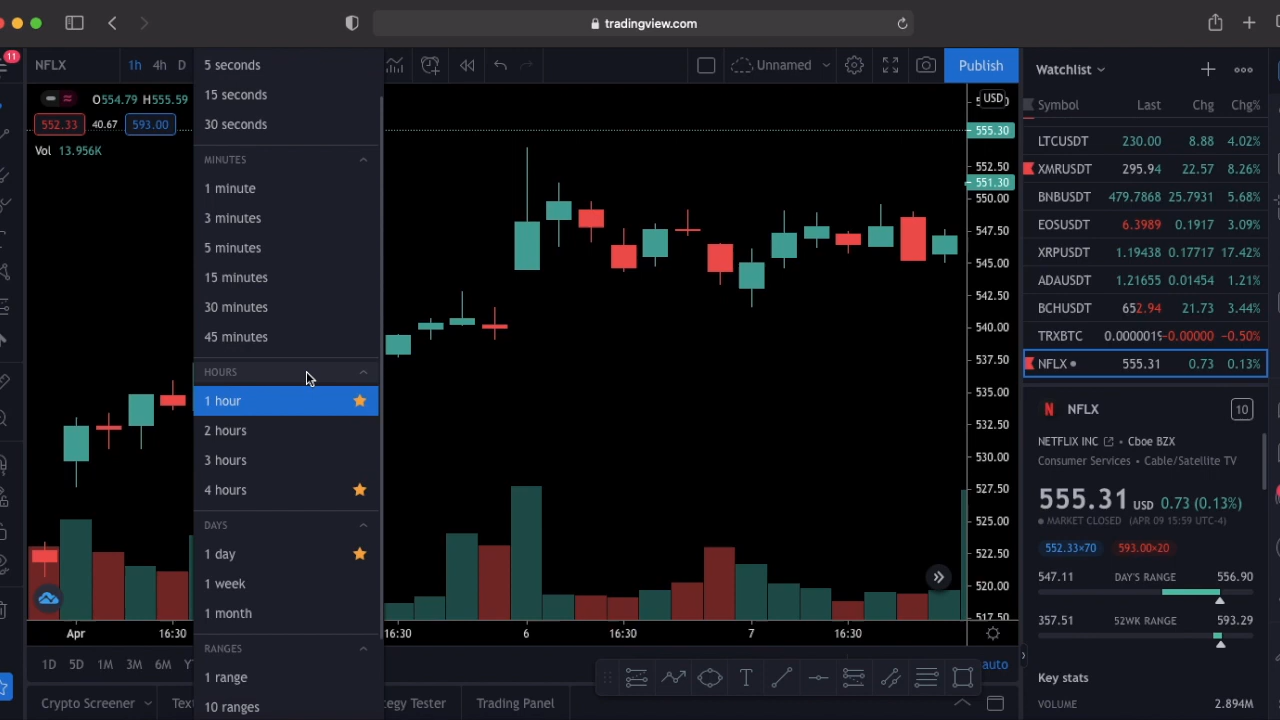 tradingview.com
11
NFLX
1h 4h D
Unnamed
Publish
O554.79 H555.59
552.33 40.67 593.00
Vol 13.956K
5 seconds
15 seconds
30 seconds
MINUTES
1 minute
3 minutes
5 minutes
15 minutes
30 minutes
45 minutes
HOURS
1 hour
2 hours
3 hours
4 hours
DAYS
1 day
1 week
1 month
RANGES
1 range
10 ranges
USD
555.30
552.50
551.30
550.00
547.50
545.00
542.50
540.00
537.50
535.00
532.50
530.00
527.50
525.00
522.50
520.00
517.50
Apr 16:30 16:30 6 16:30 7 16:30
1D 5D 1M 3M 6M
auto
Crypto Screener
Strategy Tester
Trading Panel
Watchlist
Symbol Last Chg Chg%
LTCUSDT 230.00 8.88 4.02%
XMRUSDT 295.94 22.57 8.26%
BNBUSDT 479.7868 25.7931 5.68%
EOSUSDT 6.3989 0.1917 3.09%
XRPUSDT 1.19438 0.17717 17.42%
ADAUSDT 1.21655 0.01454 1.21%
BCHUSDT 652.94 21.73 3.44%
TRXBTC 0.0000019 -0.00000 -0.50%
NFLX 555.31 0.73 0.13%
N NFLX 10
NETFLIX INC • Cboe BZX
Consumer Services • Cable/Satellite TV
555.31 USD 0.73 (0.13%)
MARKET CLOSED (APR 09 15:59 UTC-4)
552.33×70 593.00×20
547.11 DAY'S RANGE 556.90
357.51 52WK RANGE 593.29
Key stats
VOLUME 2.894M